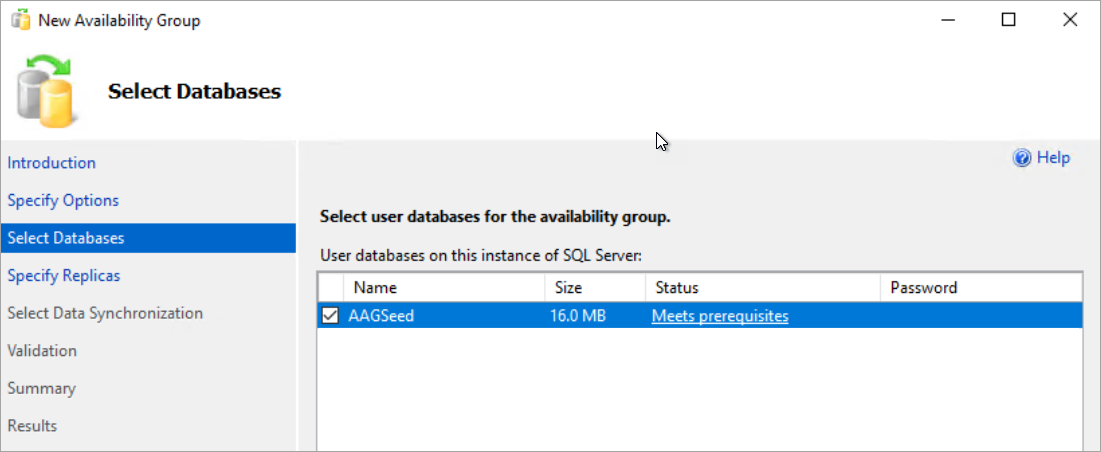 New Availability Group
Select Databases
Help
Introduction
Specify Options
Select Databases
Specify Replicas
Select Data Synchronization
Validation
Summary
Results
Select user databases for the availability group.
User databases on this instance of SQL Server:
Name Size Status Password
AAGSeed 16.0 MB Meets prerequisites